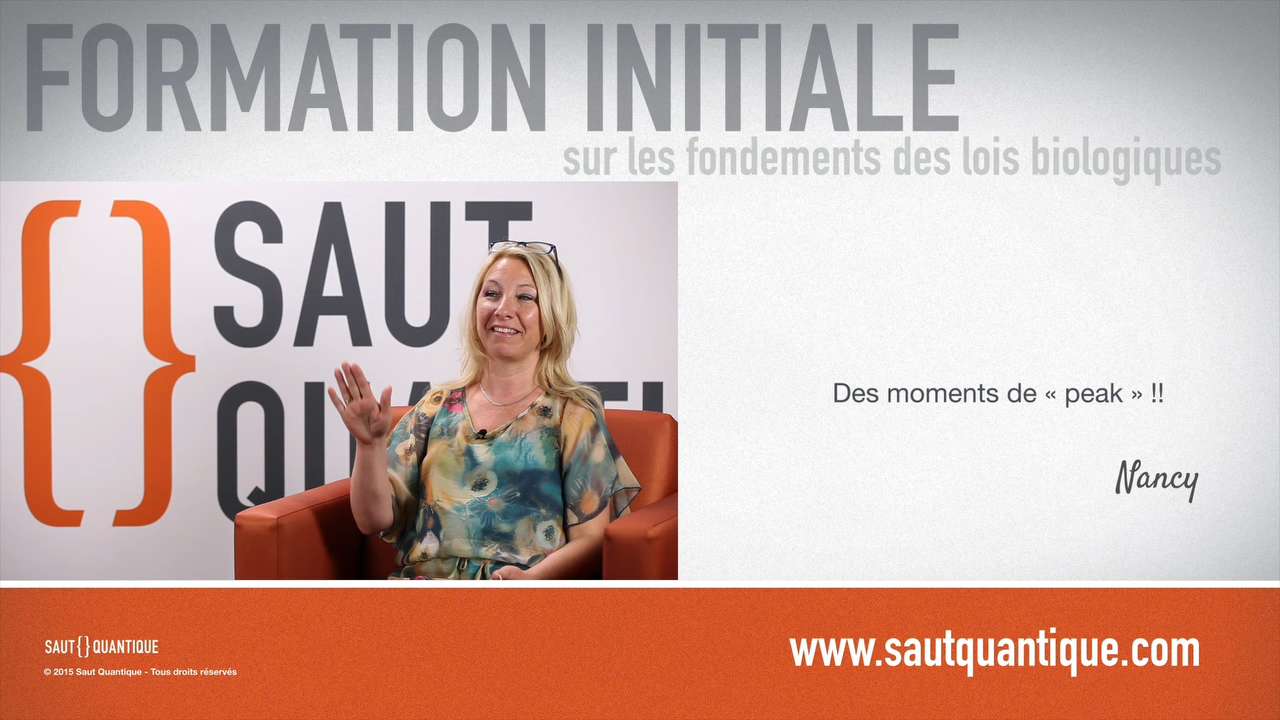 FORMATION INITIALE
sur les fondements des lois biologiques
SAUT
Des moments de « peak » !!
Nancy
SAUT{}QUANTIQUE
© 2015 Saut Quantique - Tous droits réservés
www.sautquantique.com